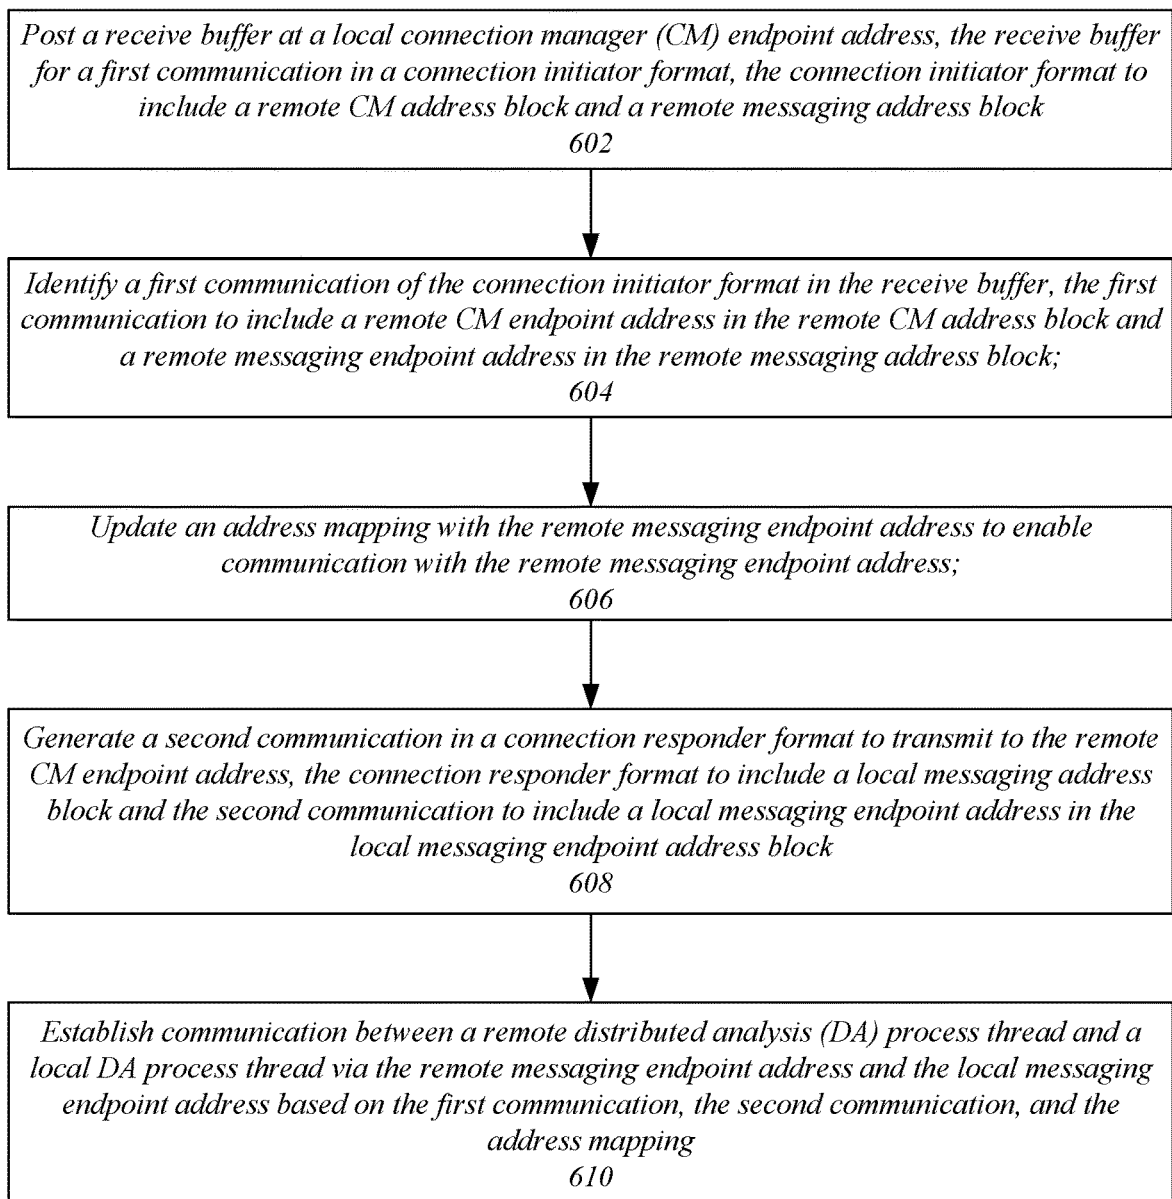 Post a receive buffer at a local connection manager (CM) endpoint address, the receive buffer
for a first communication in a connection initiator format, the connection initiator format to
include a remote CM address block and a remote messaging address block
602
Identify a first communication of the connection initiator format in the receive buffer, the first
communication to include a remote CM endpoint address in the remote CM address block and
a remote messaging endpoint address in the remote messaging address block;
604
Update an address mapping with the remote messaging endpoint address to enable
communication with the remote messaging endpoint address;
606
Generate a second communication in a connection responder format to transmit to the remote
CM endpoint address, the connection responder format to include a local messaging address
block and the second communication to include a local messaging endpoint address in the
local messaging endpoint address block
608
Establish communication between a remote distributed analysis (DA) process thread and a
local DA process thread via the remote messaging endpoint address and the local messaging
endpoint address based on the first communication, the second communication, and the
address mapping
610